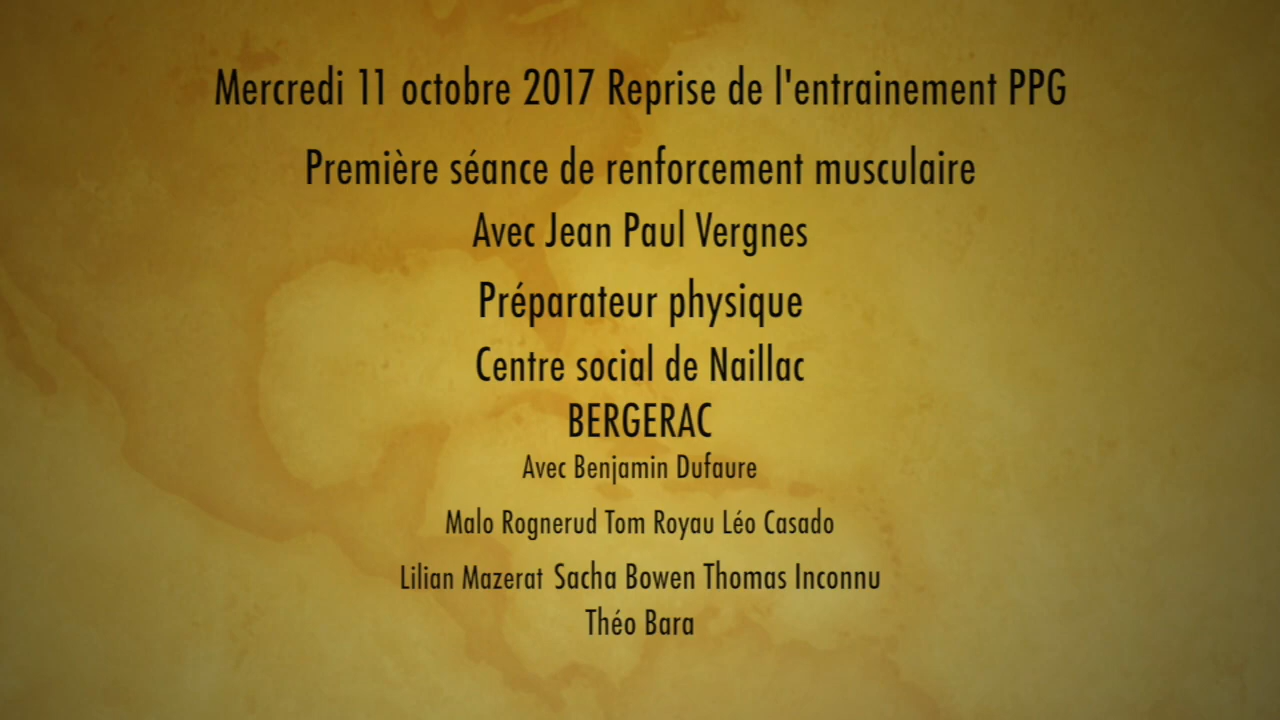 Mercredi 11 octobre 2017 Reprise de l'entrainement PPG
Première séance de renforcement musculaire
Avec Jean Paul Vergnes
Préparateur physique
Centre social de Naillac
BERGERAC
Avec Benjamin Dufaure
Malo Rognerud Tom Royau Léo Casado
Lilian Mazerat Sacha Bowen Thomas Inconnu
Théo Bara